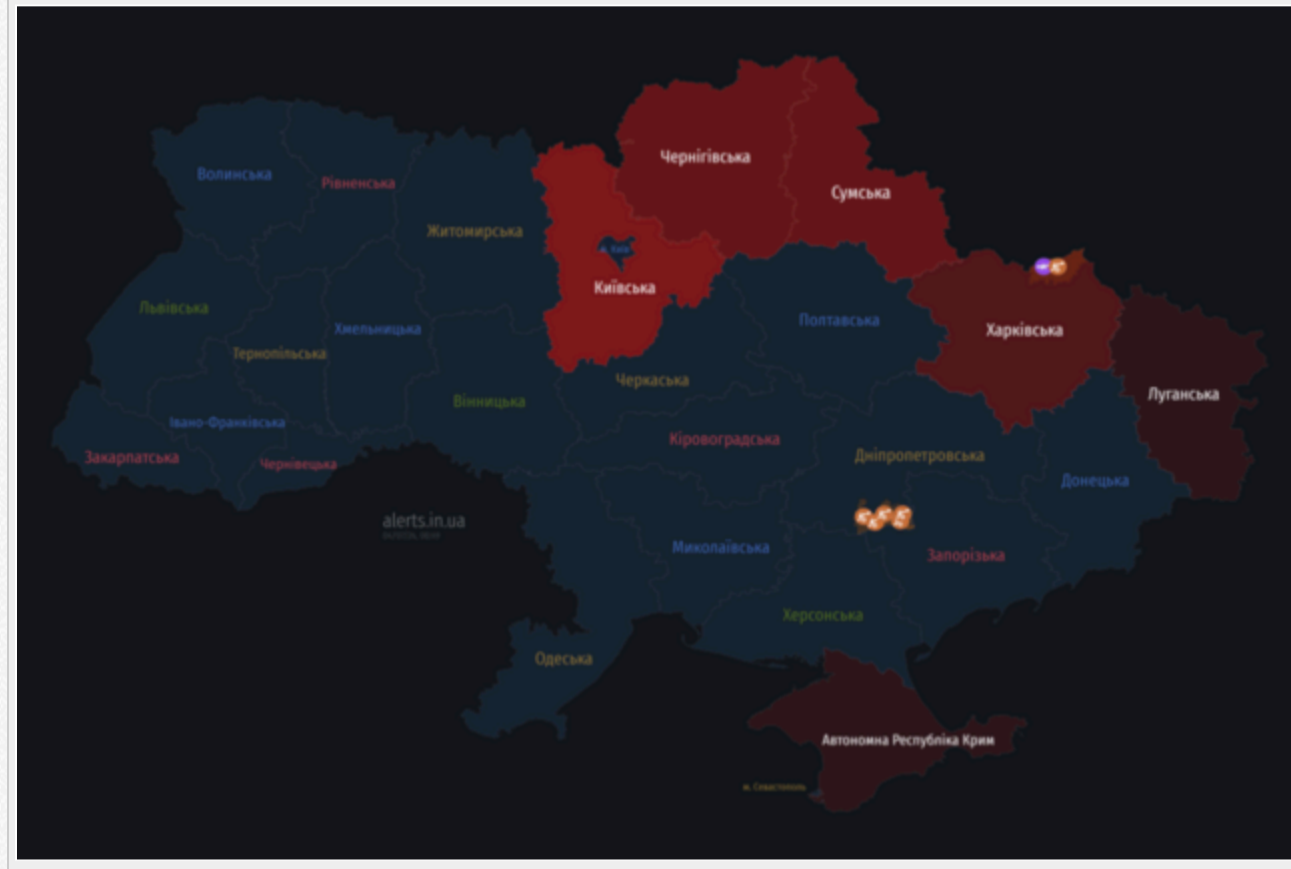 Чернігівська
Волинська
Рівненська
Сумська
Житомирська
м. Київ
Київська
Львівська
Полтавська
Хмельницька
Харківська
Тернопільська
Черкаська
Луганська
Вінницька
Івано-Франківська
Кіровоградська
Закарпатська
Чернівецька
Дніпропетровська
Донецька
alerts.in.ua
Миколаївська
Запорізька
Херсонська
Одеська
Автономна Республіка Крим
м. Севастополь